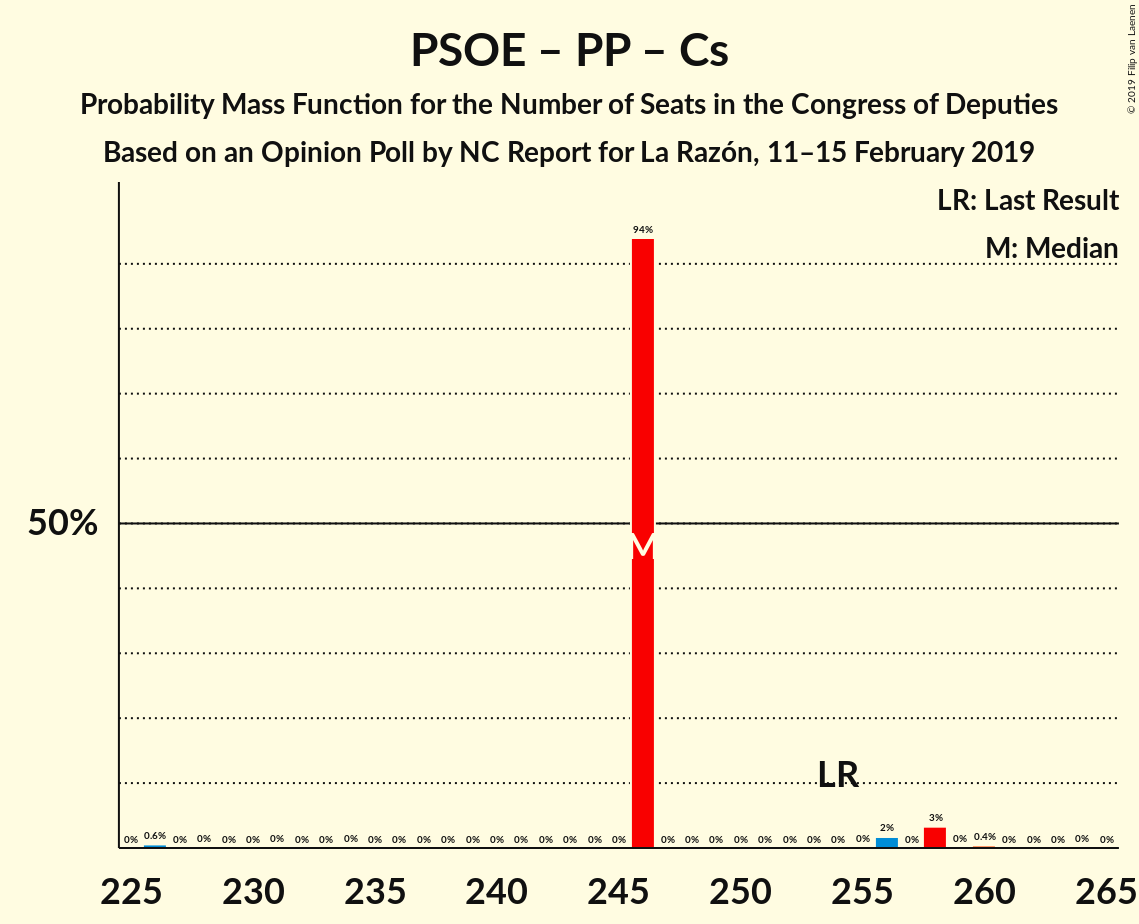 PSOE – PP – Cs
Probability Mass Function for the Number of Seats in the Congress of Deputies
Based on an Opinion Poll by NC Report for La Razón, 11–15 February 2019
© 2019 Filip van Laenen
LR: Last Result
M: Median
94%
50%
M
LR
0% 0.6% 0% 0% 0% 0% 0% 0% 0% 0% 0% 0% 0% 0% 0% 0% 0% 0% 0% 0% 0% 0% 0% 0% 0% 0% 0% 0% 0% 0% 2% 0% 3% 0% 0.4% 0% 0% 0% 0% 0%
225 230 235 240 245 250 255 260 265